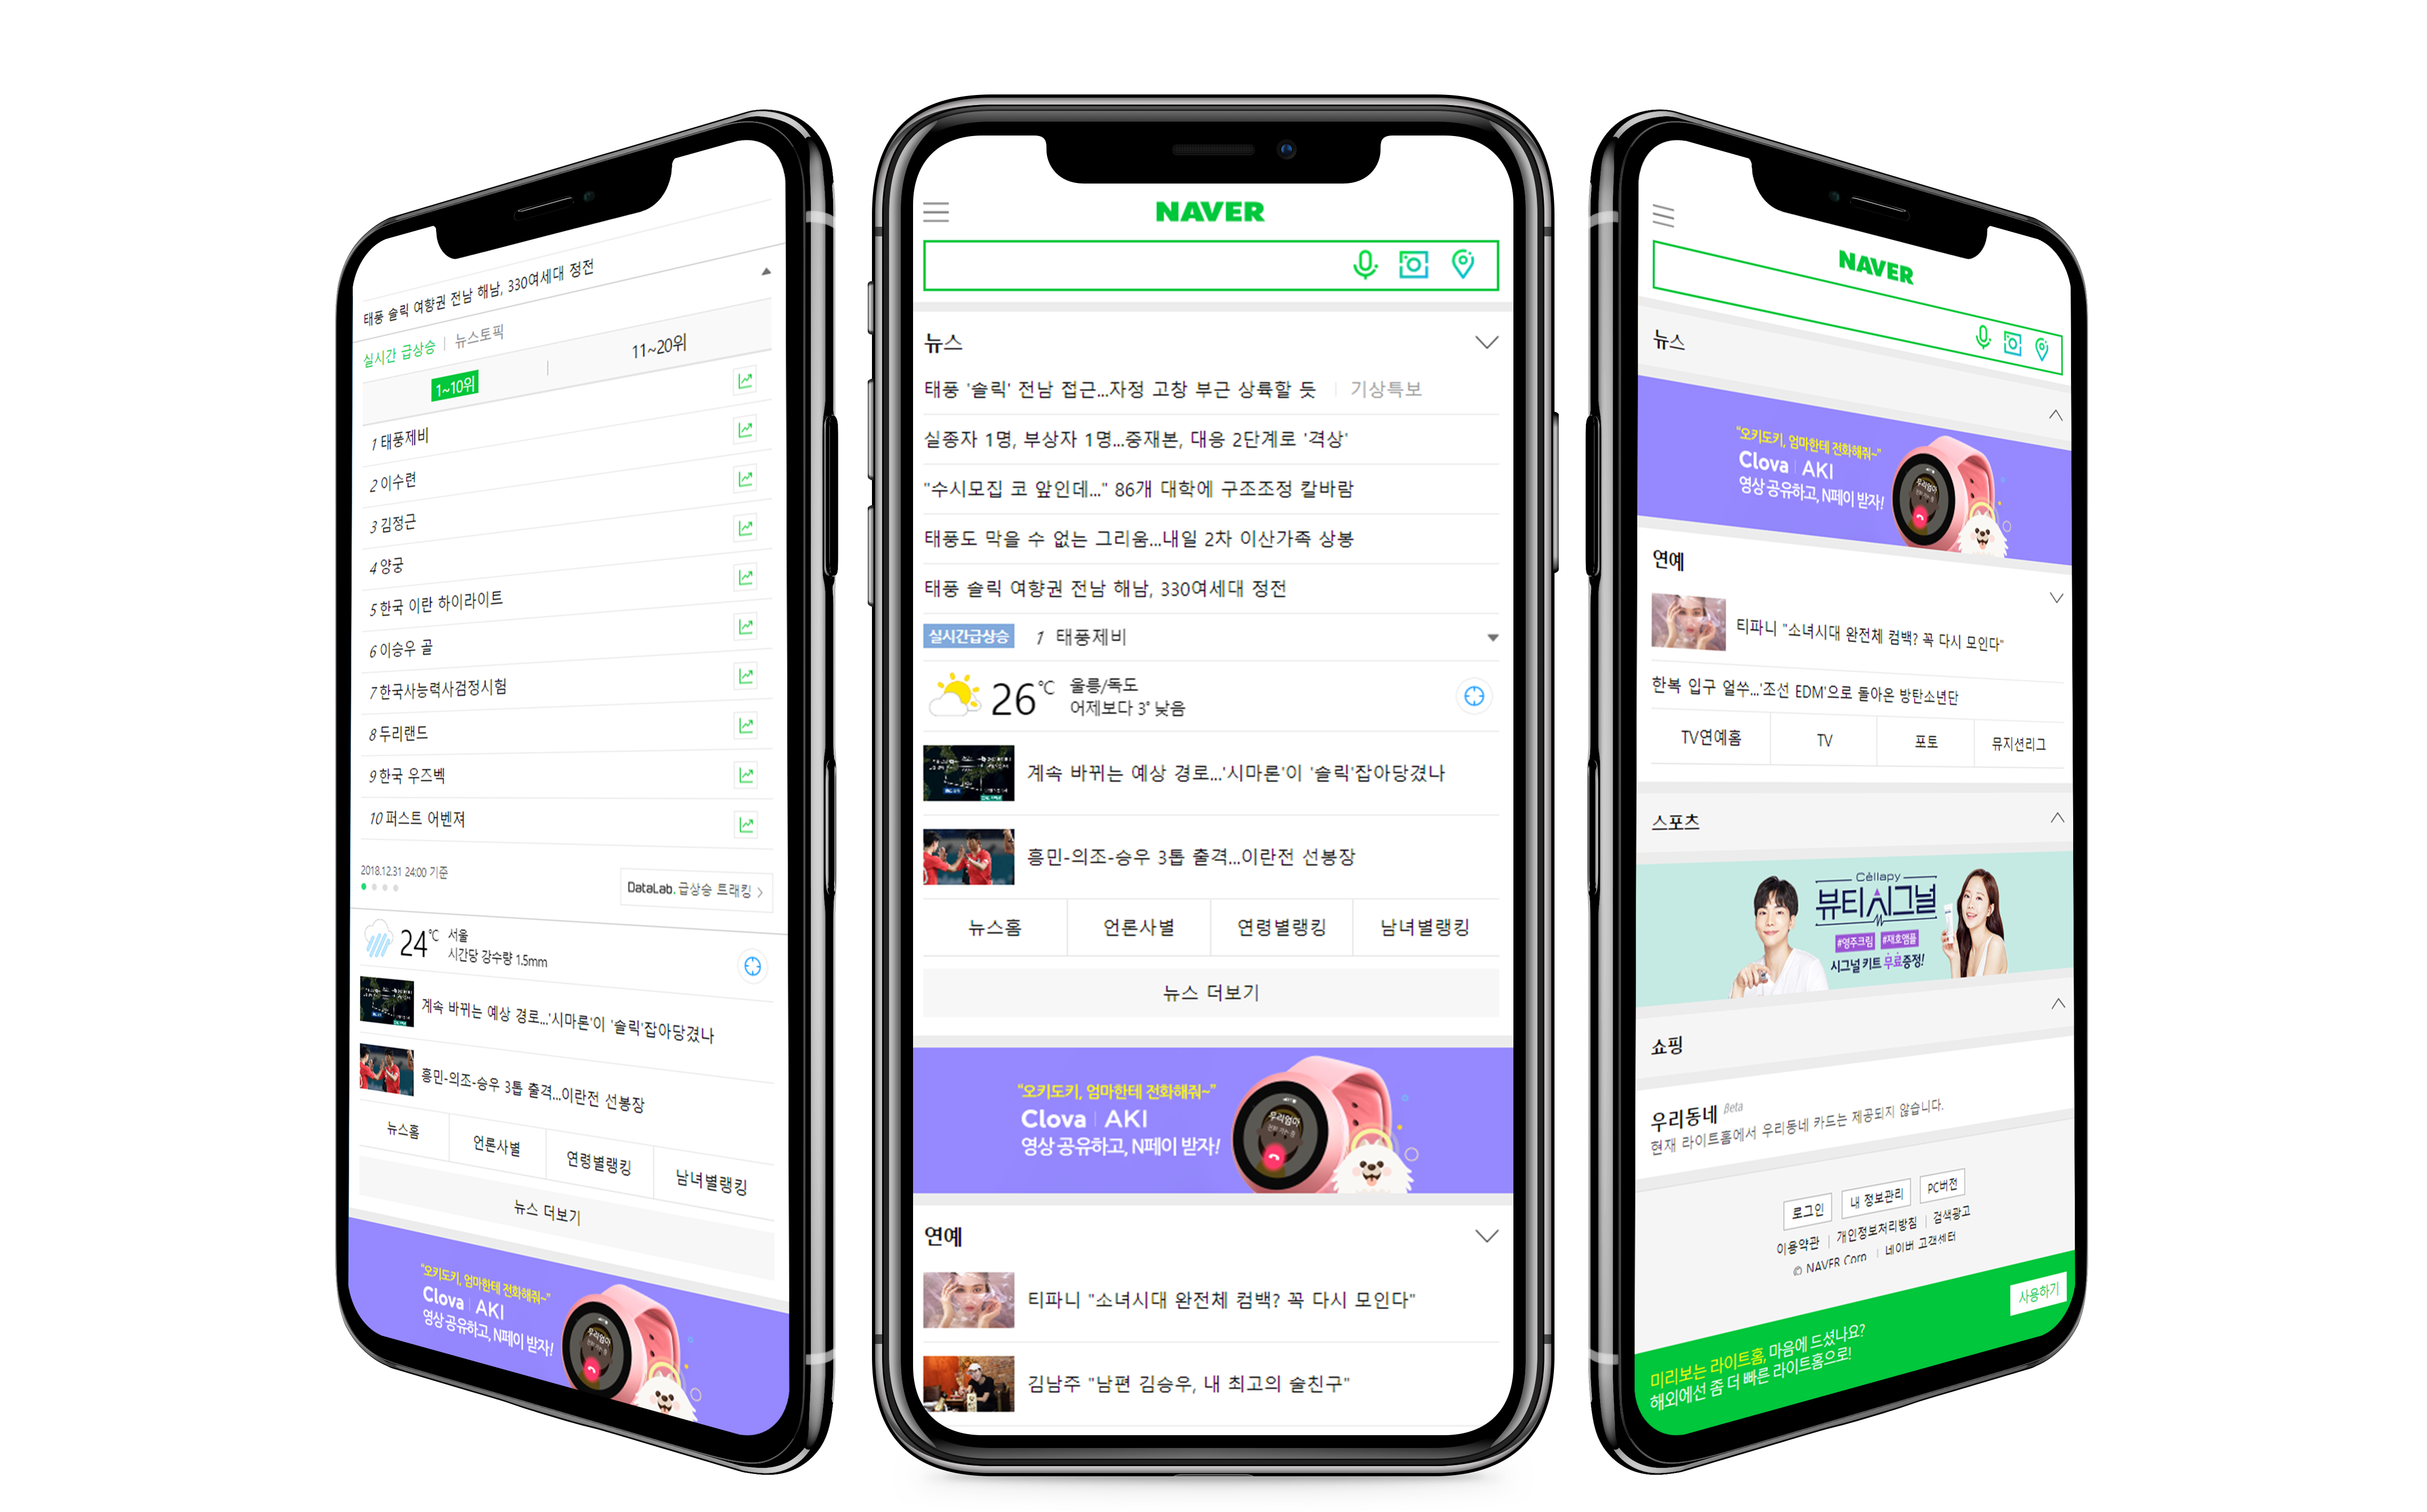 태풍 솔릭 여향권 전남 해남, 330여세대 정전
실시간 급상승 | 뉴스토픽
1~10위 | 11~20위
1 태풍제비
2 이수련
3 김정근
4 양궁
5 한국 이란 하이라이트
6 이승우 골
7 한국사능력사검정시험
8 두리랜드
9 한국 우즈벡
10 퍼스트 어벤져
2018.12.31 24:00 기준
DataLab. 급상승 트래킹 >
24℃ 서울
시간당 강수량 1.5mm
계속 바뀌는 예상 경로...'시마론'이 '솔릭'잡아당겼나
흥민-의조-승우 3톱 출격...이란전 선봉장
뉴스홈 언론사별 연령별랭킹 남녀별랭킹
뉴스 더보기
"오키도키, 엄마한테 전화해줘~"
Clova | AKI
영상 공유하고, N페이 받자!
우리엄마
NAVER
뉴스
태풍 '솔릭' 전남 접근...자정 고창 부근 상륙할 듯 | 기상특보
실종자 1명, 부상자 1명...중재본, 대응 2단계로 '격상'
"수시모집 코 앞인데..." 86개 대학에 구조조정 칼바람
태풍도 막을 수 없는 그리움...내일 2차 이산가족 상봉
태풍 솔릭 여향권 전남 해남, 330여세대 정전
실시간급상승 1 태풍제비
26℃ 울릉/독도
어제보다 3˚ 낮음
계속 바뀌는 예상 경로...'시마론'이 '솔릭'잡아당겼나
흥민-의조-승우 3톱 출격...이란전 선봉장
뉴스홈 언론사별 연령별랭킹 남녀별랭킹
뉴스 더보기
"오키도키, 엄마한테 전화해줘~"
Clova | AKI
영상 공유하고, N페이 받자!
우리엄마
연예
티파니 "소녀시대 완전체 컴백? 꼭 다시 모인다"
김남주 "남편 김승우, 내 최고의 술친구"
NAVER
뉴스
"오키도키, 엄마한테 전화해줘~"
Clova | AKI
영상 공유하고, N페이 받자!
우리엄마
연예
티파니 "소녀시대 완전체 컴백? 꼭 다시 모인다"
한복 입구 얼쑤...'조선 EDM'으로 돌아온 방탄소년단
TV연예홈 TV 포토 뮤지션리그
스포츠
Céllapy
뷰티시그널
#영주크림 #재호앰플
시그널 키트 무료증정!
쇼핑
우리동네 Beta
현재 라이트홈에서 우리동네 카드는 제공되지 않습니다.
로그인 내 정보관리 PC버전
이용약관 | 개인정보처리방침 | 검색광고
© NAVER Corp. | 네이버 고객센터
사용하기
미리보는 라이트홈, 마음에 드셨나요?
해외에선 좀 더 빠른 라이트홈으로!